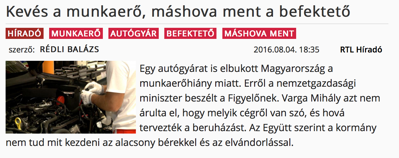 Kevés a munkaerő, máshova ment a befektető
HÍRADÓ MUNKAERŐ AUTÓGYÁR BEFEKTETŐ MÁSHOVA MENT
szerző: RÉDLI BALÁZS 2016.08.04. 18:35 RTL Híradó
Egy autógyárat is elbukott Magyarország a
munkaerőhiány miatt. Erről a nemzetgazdasági
miniszter beszélt a Figyelőnek. Varga Mihály azt nem
árulta el, hogy melyik cégről van szó, és hová
tervezték a beruházást. Az Együtt szerint a kormány
nem tud mit kezdeni az alacsony bérekkel és az elvándorlással.